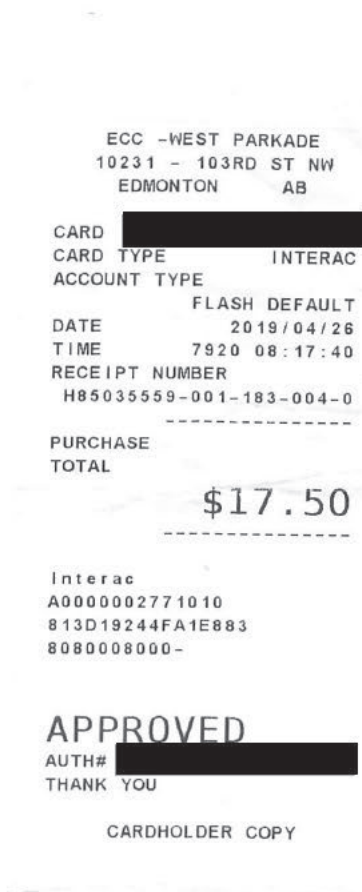 ECC -WEST PARKADE
10231 - 103RD ST NW
EDMONTON AB
CARD
CARD TYPE INTERAC
ACCOUNT TYPE
FLASH DEFAULT
DATE 2019/04/26
TIME 7920 08:17:40
RECEIPT NUMBER
H85035559-001-183-004-0
---------------
PURCHASE
TOTAL
$17.50
---------------
Interac
A0000002771010
813D19244FA1E883
8080008000-
APPROVED
AUTH#
THANK YOU
CARDHOLDER COPY